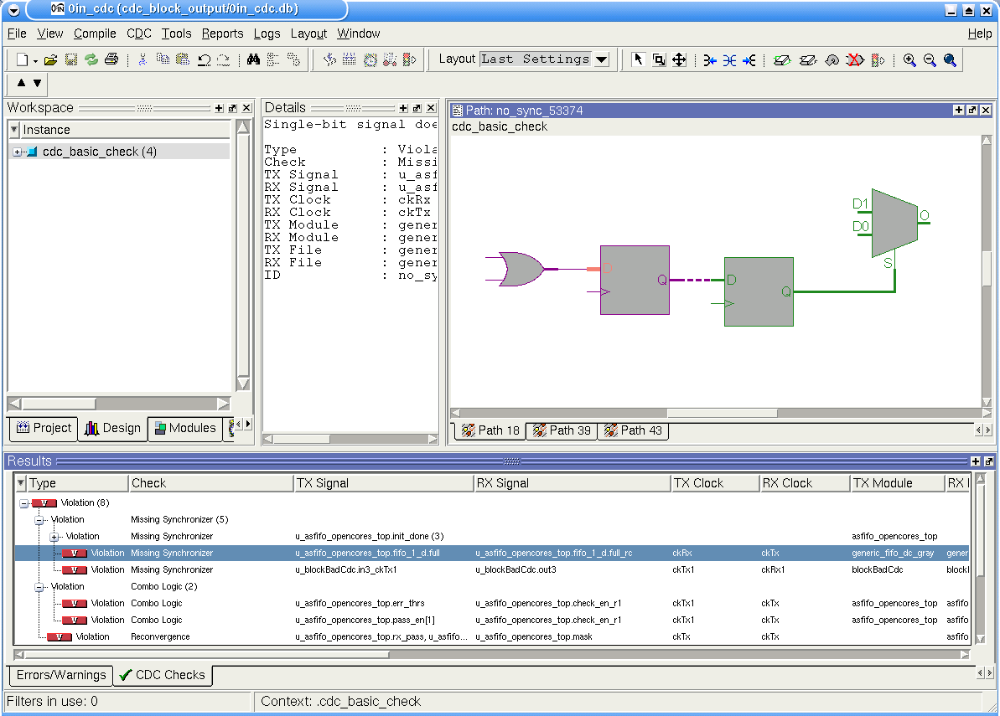 0in_cdc (cdc_block_output/0in_cdc.db)
File View Compile CDC Tools Reports Logs Layout Window Help
Layout Last Settings
Workspace
Instance
cdc_basic_check (4)
Project Design Modules
Details
Single-bit signal doe
Type : Viola
Check : Missi
TX Signal : u_asf
RX Signal : u_asf
TX Clock : ckRx
RX Clock : ckTx
TX Module : gener
RX Module : gener
TX File : gener
RX File : gener
ID : no_sy
Path: no_sync_53374
cdc_basic_check
D1
D0
O
S
D
Q
D
Q
Path 18 Path 39 Path 43
Results
Type Check TX Signal RX Signal TX Clock RX Clock TX Module RX
V Violation (8)
Violation Missing Synchronizer (5)
Violation Missing Synchronizer u_asfifo_opencores_top.init_done (3) asfifo_opencores_top
V Violation Missing Synchronizer u_asfifo_opencores_top.fifo_1_d.full u_asfifo_opencores_top.fifo_1_d.full_rc ckRx ckTx generic_fifo_dc_gray gener
V Violation Missing Synchronizer u_blockBadCdc.in3_ckTx1 u_blockBadCdc.out3 ckTx1 ckRx1 blockBadCdc block
Violation Combo Logic (2)
V Violation Combo Logic u_asfifo_opencores_top.err_thrs u_asfifo_opencores_top.check_en_r1 ckTx1 ckTx asfifo_opencores_top asfifo
V Violation Combo Logic u_asfifo_opencores_top.pass_en[1] u_asfifo_opencores_top.check_en_r1 ckTx1 ckTx asfifo_opencores_top asfifo
V Violation Reconvergence u_asfifo_opencores_top.rx_pass, u_asfifo... u_asfifo_opencores_top.mask ckTx ckTx asfifo
Errors/Warnings CDC Checks
Filters in use: 0 Context: .cdc_basic_check